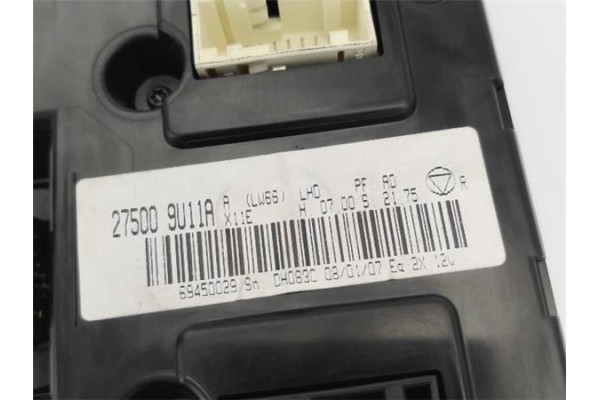 27500 9U11A A (LW66) LHD PF AD R
X11E H 07 00 S 21 75
69450029 Sn DH083C 08/01/07 Eq 2X 12V